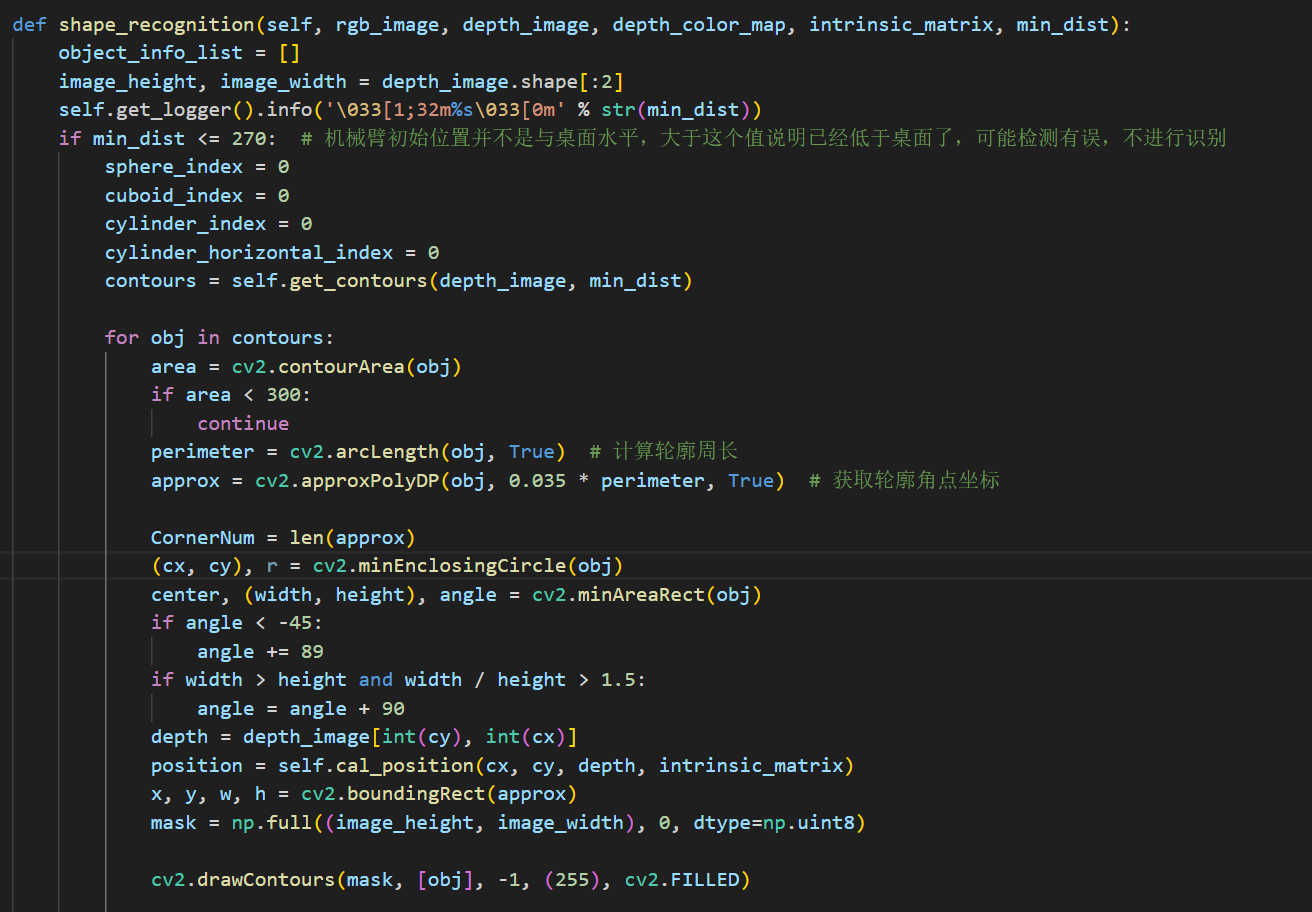 def shape_recognition(self, rgb_image, depth_image, depth_color_map, intrinsic_matrix, min_dist):
    object_info_list = []
    image_height, image_width = depth_image.shape[:2]
    self.get_logger().info('\033[1;32m%s\033[0m' % str(min_dist))
    if min_dist <= 270:  # 机械臂初始位置并不是与桌面水平，大于这个值说明已经低于桌面了，可能检测有误，不进行识别
        sphere_index = 0
        cuboid_index = 0
        cylinder_index = 0
        cylinder_horizontal_index = 0
        contours = self.get_contours(depth_image, min_dist)
        for obj in contours:
            area = cv2.contourArea(obj)
            if area < 300:
                continue
            perimeter = cv2.arcLength(obj, True)  # 计算轮廓周长
            approx = cv2.approxPolyDP(obj, 0.035 * perimeter, True)  # 获取轮廓角点坐标
            CornerNum = len(approx)
            (cx, cy), r = cv2.minEnclosingCircle(obj)
            center, (width, height), angle = cv2.minAreaRect(obj)
            if angle < -45:
                angle += 89
            if width > height and width / height > 1.5:
                angle = angle + 90
            depth = depth_image[int(cy), int(cx)]
            position = self.cal_position(cx, cy, depth, intrinsic_matrix)
            x, y, w, h = cv2.boundingRect(approx)
            mask = np.full((image_height, image_width), 0, dtype=np.uint8)
            cv2.drawContours(mask, [obj], -1, (255), cv2.FILLED)